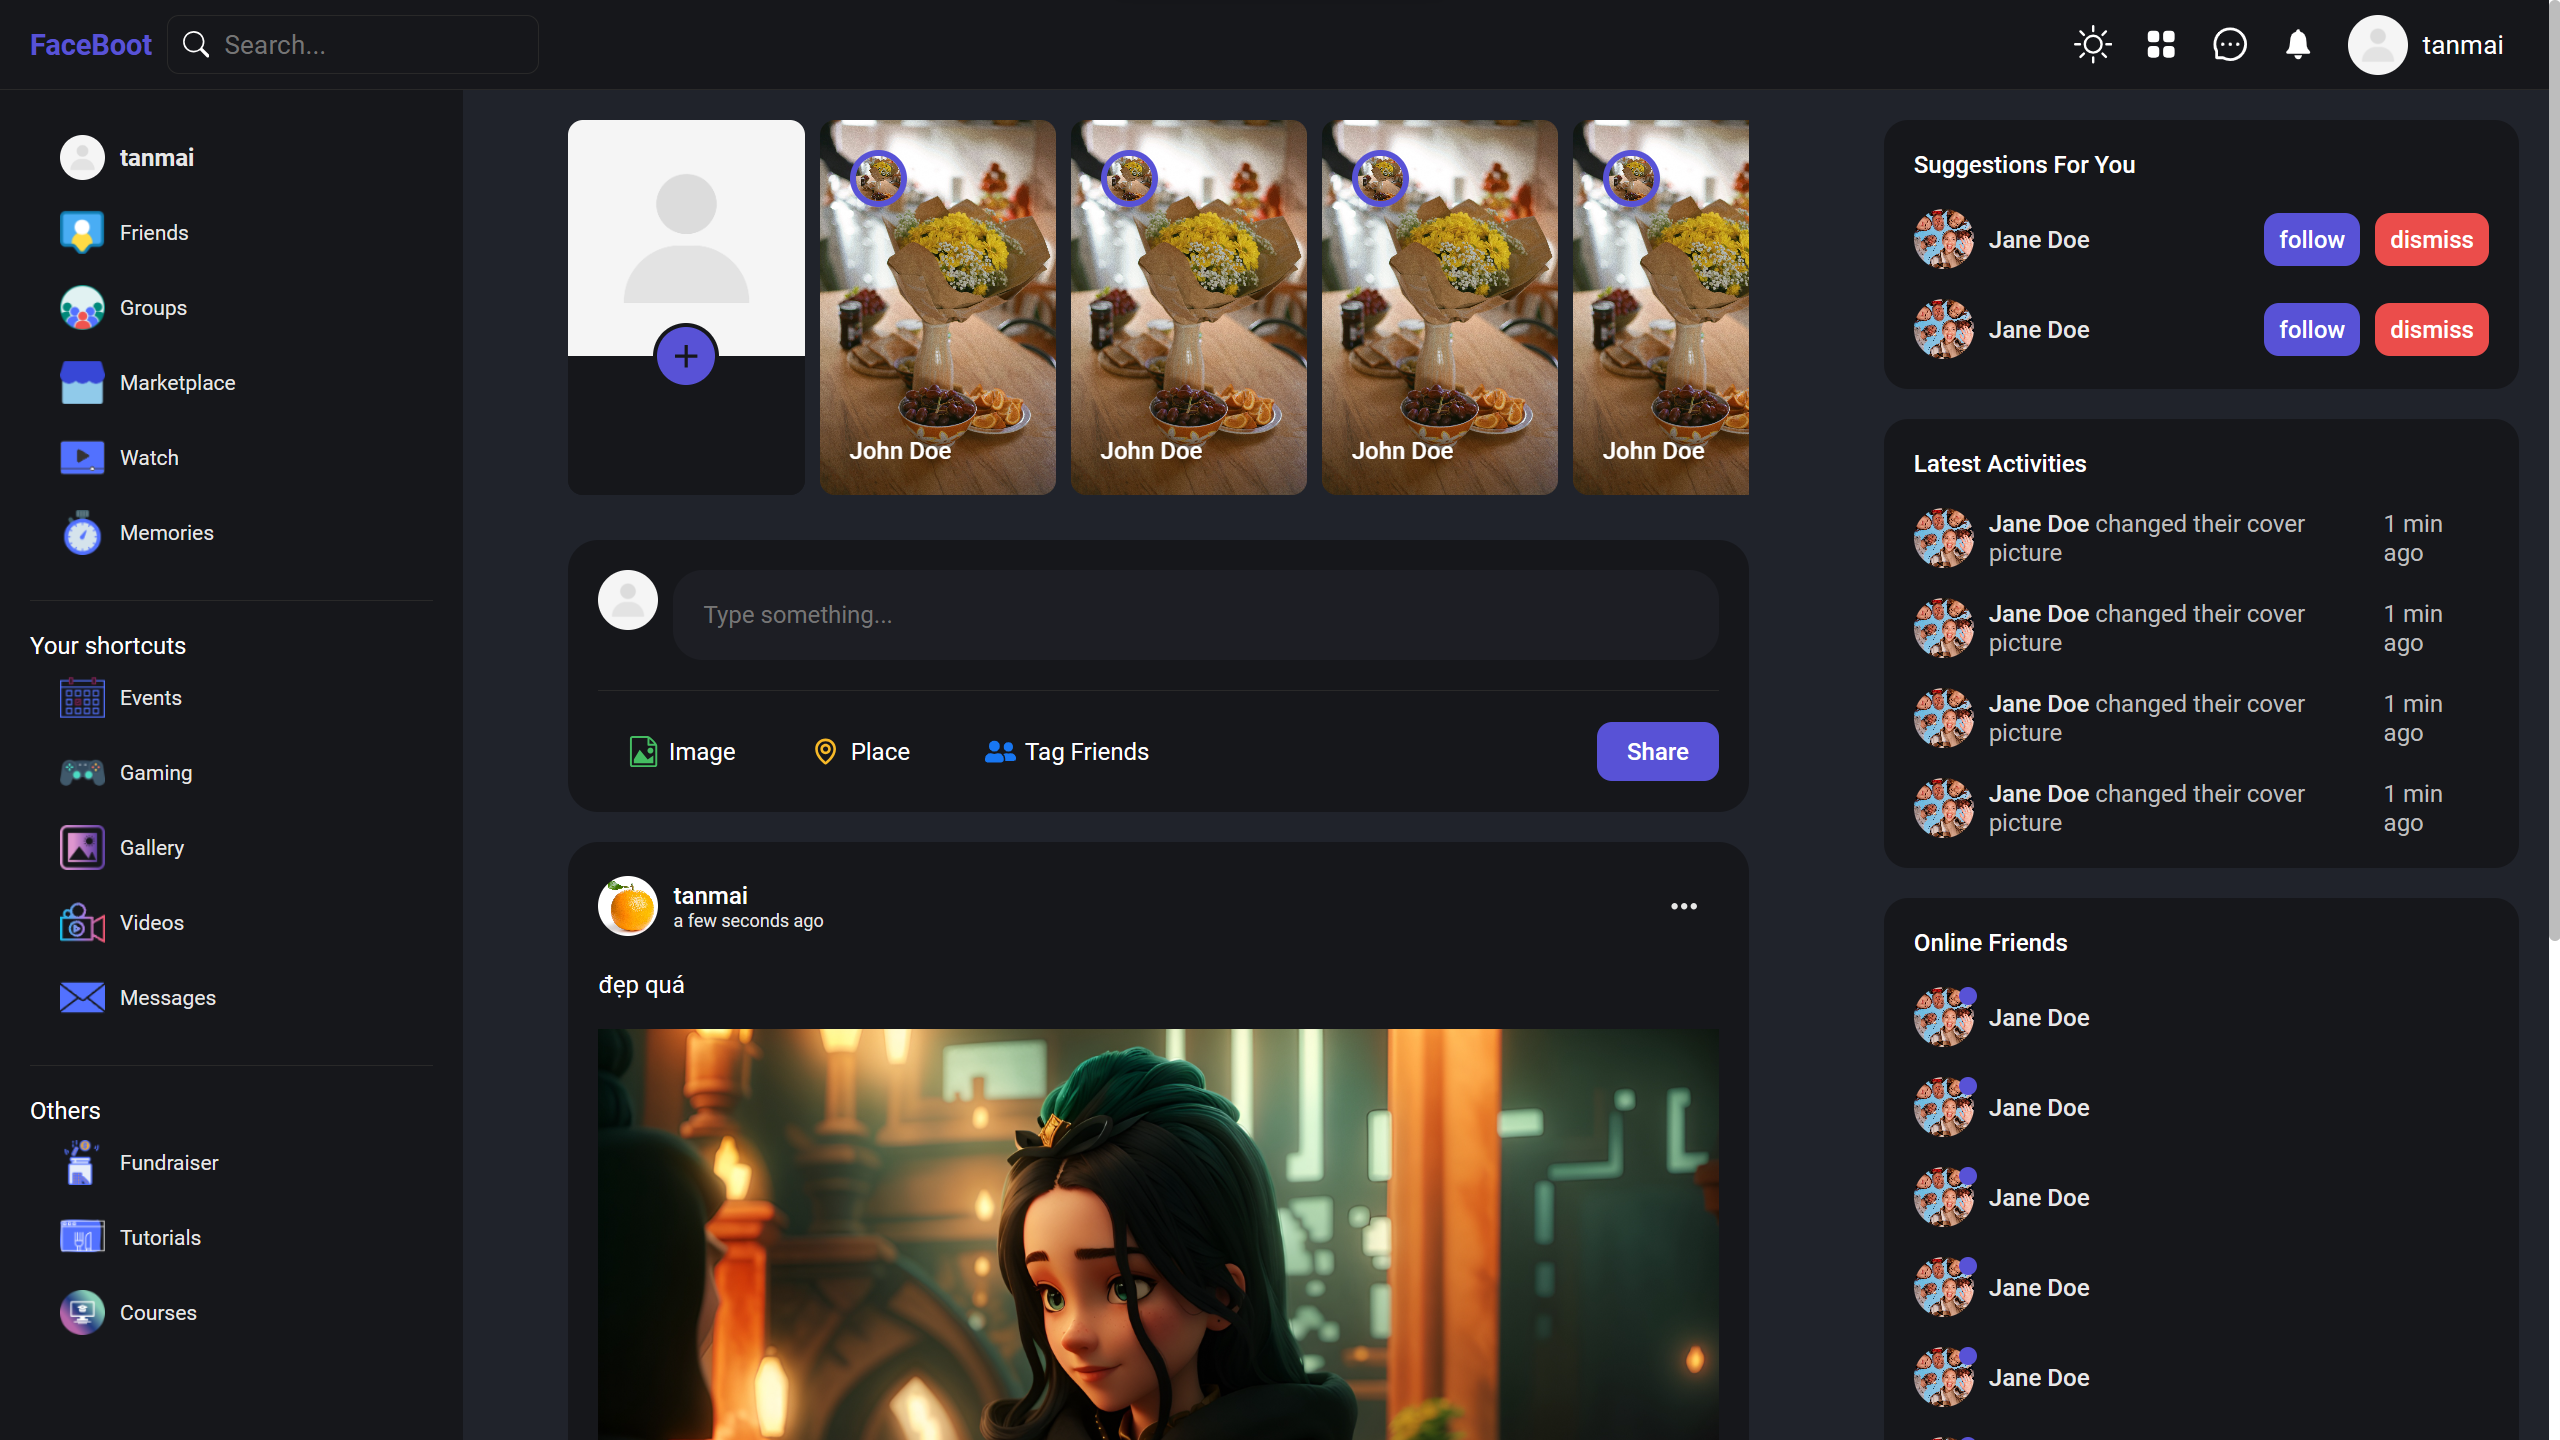 FaceBoot
Search...
tanmai
tanmai
Friends
Groups
Marketplace
Watch
Memories
Your shortcuts
Events
Gaming
Gallery
Videos
Messages
Others
Fundraiser
Tutorials
Courses
John Doe
John Doe
John Doe
John Doe
Type something...
Image
Place
Tag Friends
Share
tanmai
a few seconds ago
đẹp quá
Suggestions For You
Jane Doe
follow
dismiss
Jane Doe
follow
dismiss
Latest Activities
Jane Doe changed their cover
picture
1 min
ago
Jane Doe changed their cover
picture
1 min
ago
Jane Doe changed their cover
picture
1 min
ago
Jane Doe changed their cover
picture
1 min
ago
Online Friends
Jane Doe
Jane Doe
Jane Doe
Jane Doe
Jane Doe